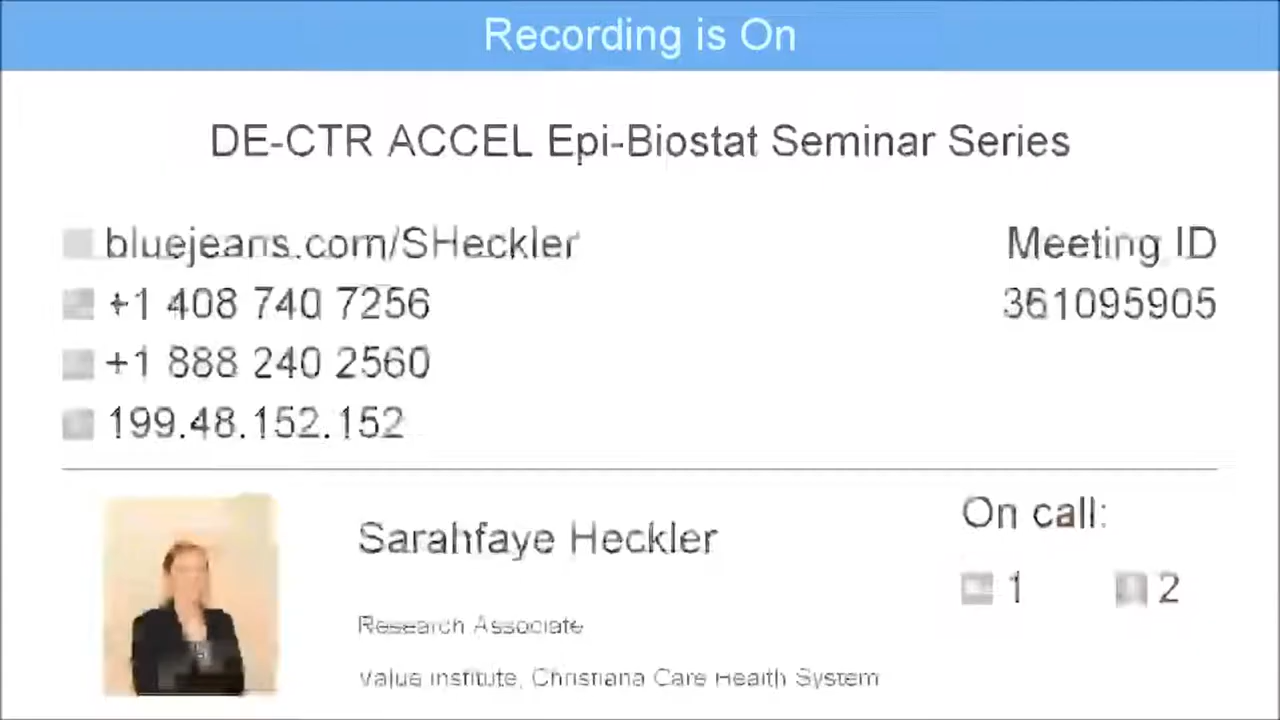 Recording is On
DE-CTR ACCEL Epi-Biostat Seminar Series
bluejeans.com/SHeckler
Meeting ID
+1 408 740 7256
361095905
+1 888 240 2560
199.48.152.152
Sarahfaye Heckler
On call:
1 2
Research Associate
Value Institute, Christiana Care Health System